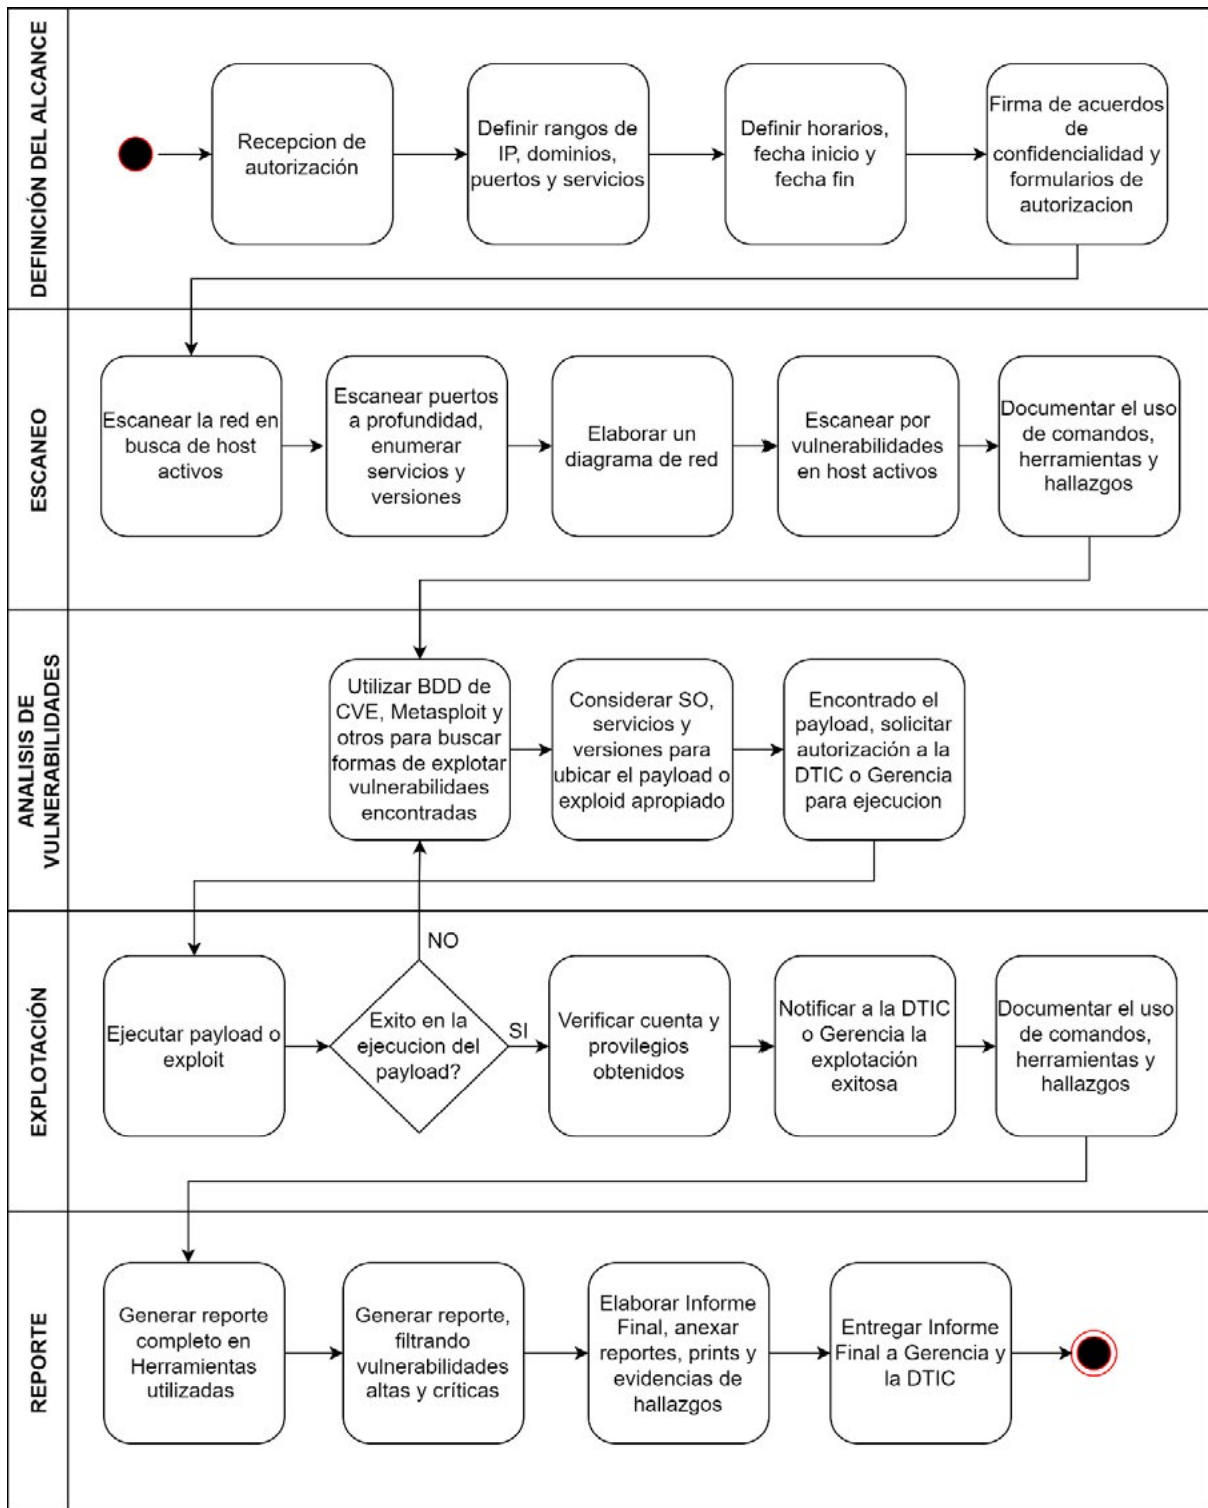 DEFINICIÓN DEL ALCANCE
Recepcion de
autorización
Definir rangos de
IP, dominios,
puertos y servicios
Definir horarios,
fecha inicio y
fecha fin
Firma de acuerdos
de
confidencialidad y
formularios de
autorizacion
ESCANEO
Escanear la red en
busca de host
activos
Escanear puertos
a profundidad,
enumerar
servicios y
versiones
Elaborar un
diagrama de red
Escanear por
vulnerabilidades
en host activos
Documentar el uso
de comandos,
herramientas y
hallazgos
ANALISIS DE
VULNERABILIDADES
Utilizar BDD de
CVE, Metasploit y
otros para buscar
formas de explotar
vulnerabilidaes
encontradas
Considerar SO,
servicios y
versiones para
ubicar el payload o
exploid apropiado
Encontrado el
payload, solicitar
autorización a la
DTIC o Gerencia
para ejecucion
EXPLOTACIÓN
Ejecutar payload o
exploit
Exito en la
ejecucion del
payload?
NO
SI
Verificar cuenta y
provilegios
obtenidos
Notificar a la DTIC
o Gerencia la
explotación
exitosa
Documentar el uso
de comandos,
herramientas y
hallazgos
REPORTE
Generar reporte
completo en
Herramientas
utilizadas
Generar reporte,
filtrando
vulnerabilidades
altas y críticas
Elaborar Informe
Final, anexar
reportes, prints y
evidencias de
hallazgos
Entregar Informe
Final a Gerencia y
la DTIC